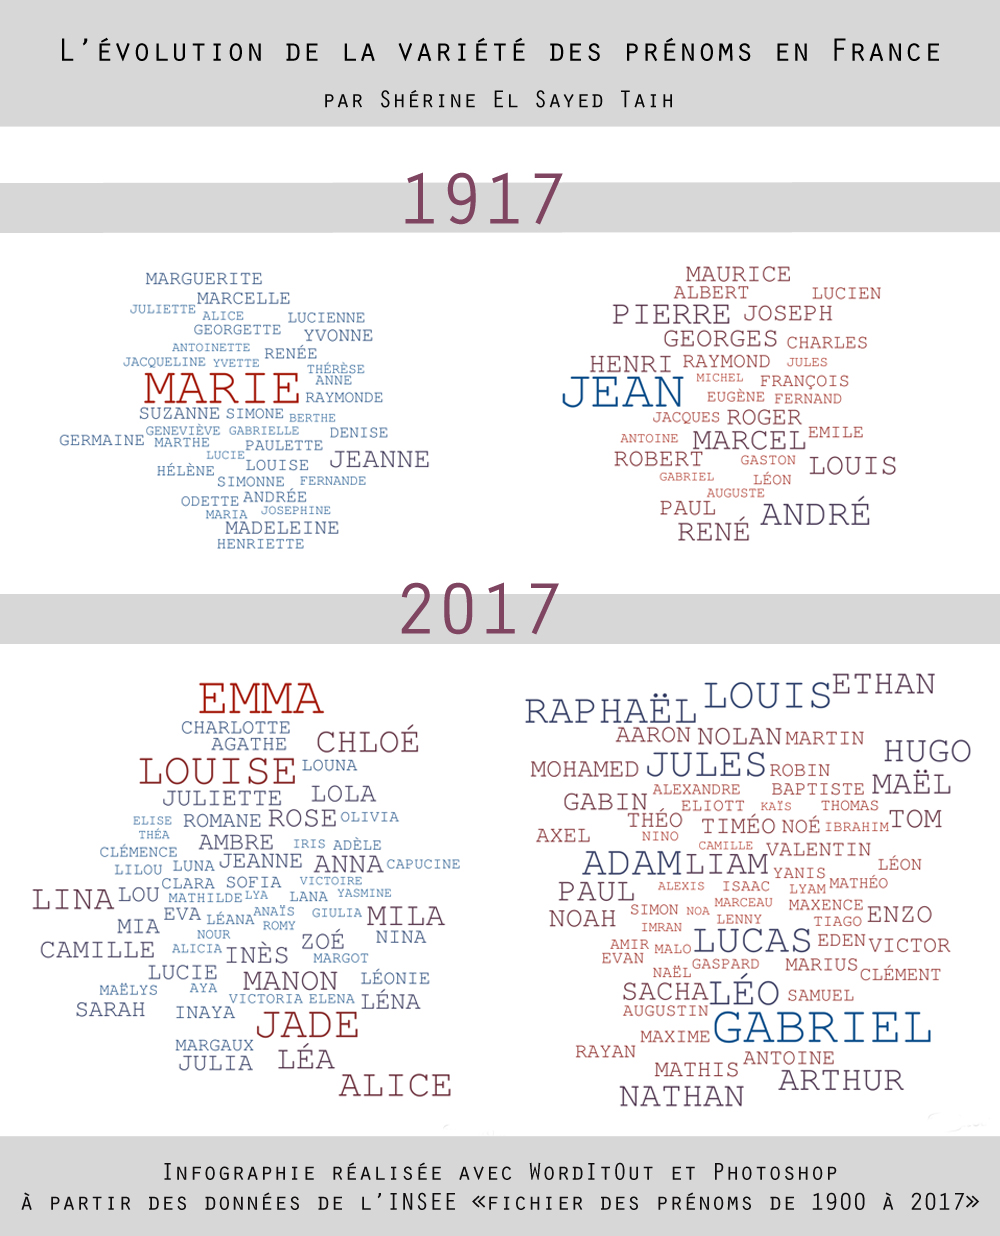 L'évolution de la variété des prénoms en France
par Shérine El Sayed Taih
1917
MARGUERITE
MARCELLE
JULIETTE
ALICE
LUCIENNE
GEORGETTE
YVONNE
ANTOINETTE
RENÉE
JACQUELINE
YVETTE
THÉRÈSE
MARIE
ANNE
RAYMONDE
SUZANNE
SIMONE
BERTHE
GENEVIÈVE
GABRIELLE
DENISE
GERMAINE
MARTHE
PAULETTE
LUCIE
LOUISE
JEANNE
HÉLÈNE
SIMONNE
FERNANDE
ODETTE
ANDRÉE
MARIA
JOSEPHINE
MADELEINE
HENRIETTE
MAURICE
ALBERT
LUCIEN
PIERRE
JOSEPH
GEORGES
CHARLES
HENRI
RAYMOND
JULES
JEAN
MICHEL
FRANÇOIS
EUGÈNE
FERNAND
JACQUES
ROGER
ANTOINE
MARCEL
EMILE
ROBERT
GASTON
LOUIS
GABRIEL
LÉON
AUGUSTE
PAUL
ANDRÉ
RENÉ
2017
EMMA
CHARLOTTE
AGATHE
CHLOÉ
LOUISE
LOUNA
JULIETTE
LOLA
ELISE
ROMANE
ROSE
OLIVIA
THÉA
AMBRE
IRIS
ADÈLE
CLÉMENCE
LILOU
LUNA
JEANNE
ANNA
CAPUCINE
CLARA
SOFIA
VICTOIRE
LINA
LOU
MATHILDE
LYA
LANA
YASMINE
EVA
LÉANA
ANAÏS
GIULIA
MILA
MIA
ROMY
NOUR
ZOÉ
NINA
CAMILLE
ALICIA
INÈS
MARGOT
LUCIE
MANON
LÉONIE
MAËLYS
AYA
VICTORIA
ELENA
LÉNA
SARAH
INAYA
JADE
MARGAUX
JULIA
LÉA
ALICE
RAPHAËL
LOUIS
ETHAN
AARON
NOLAN
MARTIN
HUGO
MOHAMED
JULES
ROBIN
MAËL
ALEXANDRE
BAPTISTE
GABIN
ELIOTT
KAÏS
THOMAS
THÉO
TIMÉO
NOÉ
IBRAHIM
TOM
AXEL
NINO
CAMILLE
VALENTIN
ADAM
LIAM
YANIS
LÉON
PAUL
ALEXIS
ISAAC
LYAM
MATHÉO
NOAH
SIMON
NOA
MARCEAU
MAXENCE
ENZO
IMRAN
LENNY
TIAGO
AMIR
MALO
LUCAS
EDEN
VICTOR
EVAN
NAËL
GASPARD
MARIUS
CLÉMENT
SACHA
LÉO
SAMUEL
AUGUSTIN
GABRIEL
MAXIME
RAYAN
ANTOINE
MATHIS
ARTHUR
NATHAN
Infographie réalisée avec WordItOut et Photoshop
à partir des données de l'INSEE «fichier des prénoms de 1900 à 2017»